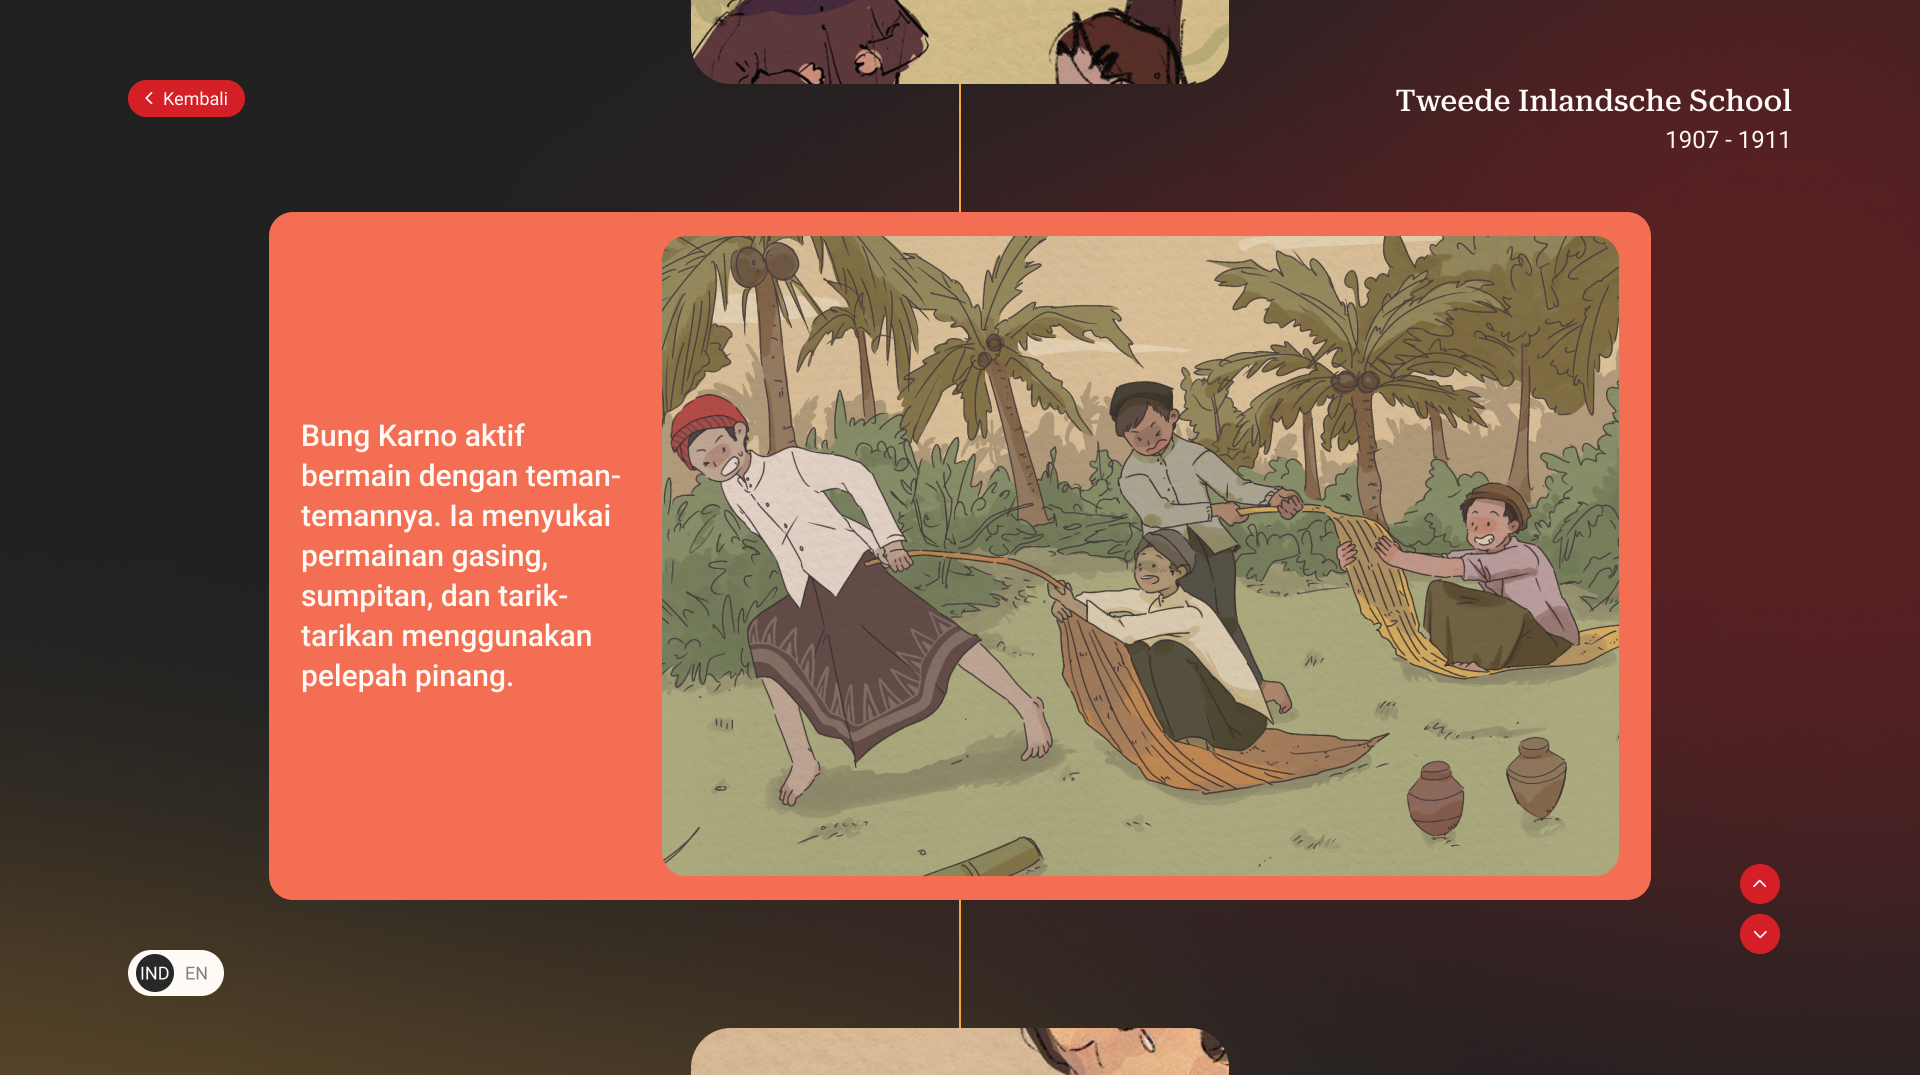 Kembali
Tweede Inlandsche School
1907 - 1911
Bung Karno aktif
bermain dengan teman-
temannya. Ia menyukai
permainan gasing,
sumpitan, dan tarik-
tarikan menggunakan
pelepah pinang.
IND EN